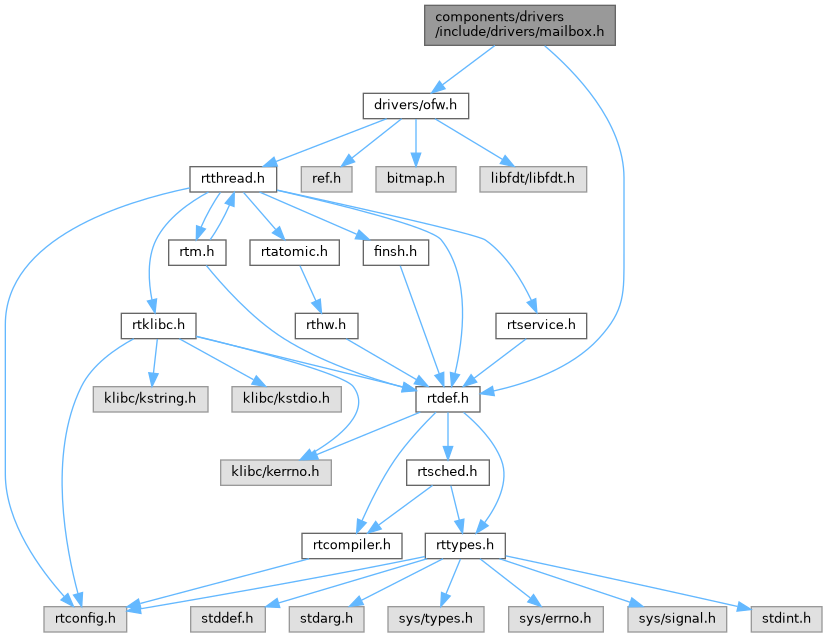 components/drivers
/include/drivers/mailbox.h
drivers/ofw.h
rtthread.h
ref.h
bitmap.h
libfdt/libfdt.h
rtm.h
rtatomic.h
finsh.h
rtklibc.h
rthw.h
rtservice.h
klibc/kstring.h
klibc/kstdio.h
rtdef.h
klibc/kerrno.h
rtsched.h
rtcompiler.h
rttypes.h
rtconfig.h
stddef.h
stdarg.h
sys/types.h
sys/errno.h
sys/signal.h
stdint.h